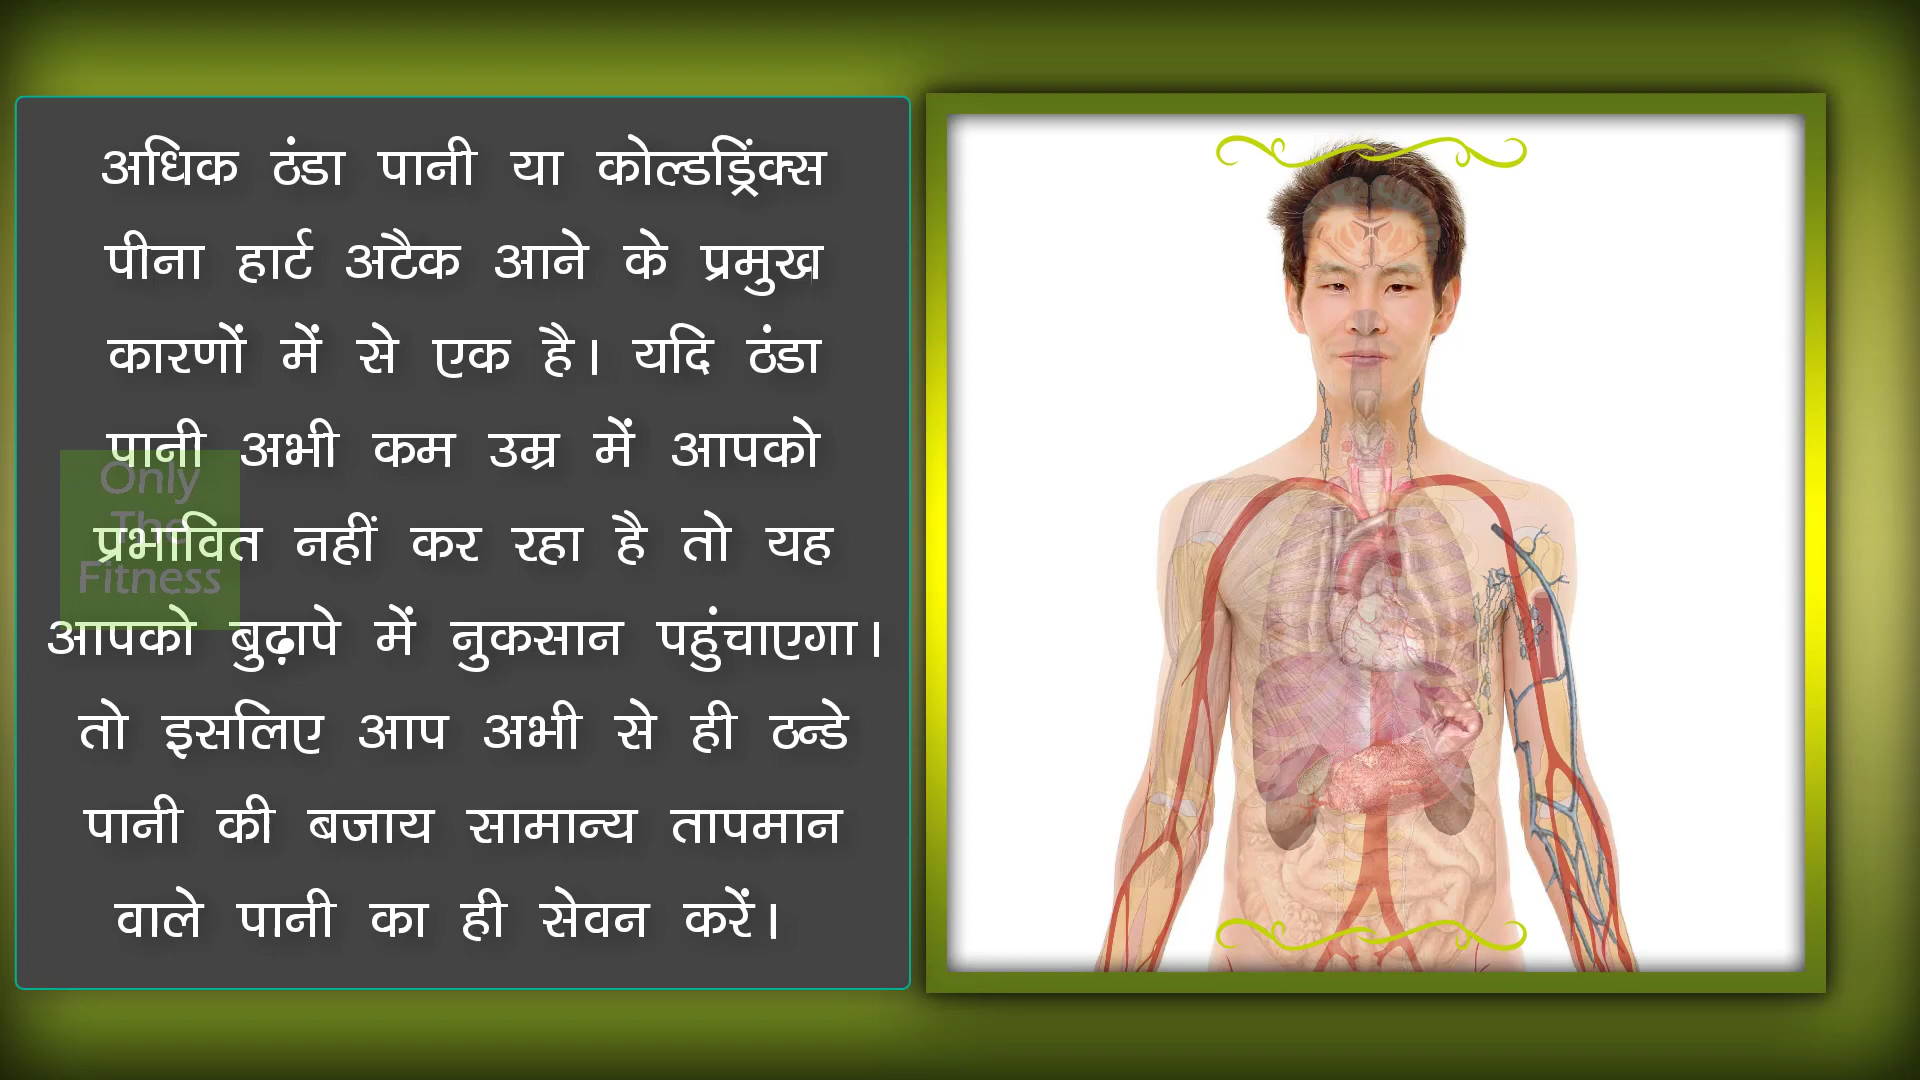 अधिक ठंडा पानी या कोल्डड्रिंक्स
पीना हार्ट अटैक आने के प्रमुख
कारणों में से एक है। यदि ठंडा
पानी अभी कम उम्र में आपको
प्रभावित नहीं कर रहा है तो यह
आपको बुढ़ापे में नुकसान पहुंचाएगा।
तो इसलिए आप अभी से ही ठन्डे
पानी की बजाय सामान्य तापमान
वाले पानी का ही सेवन करें।
Only
The
Fitness